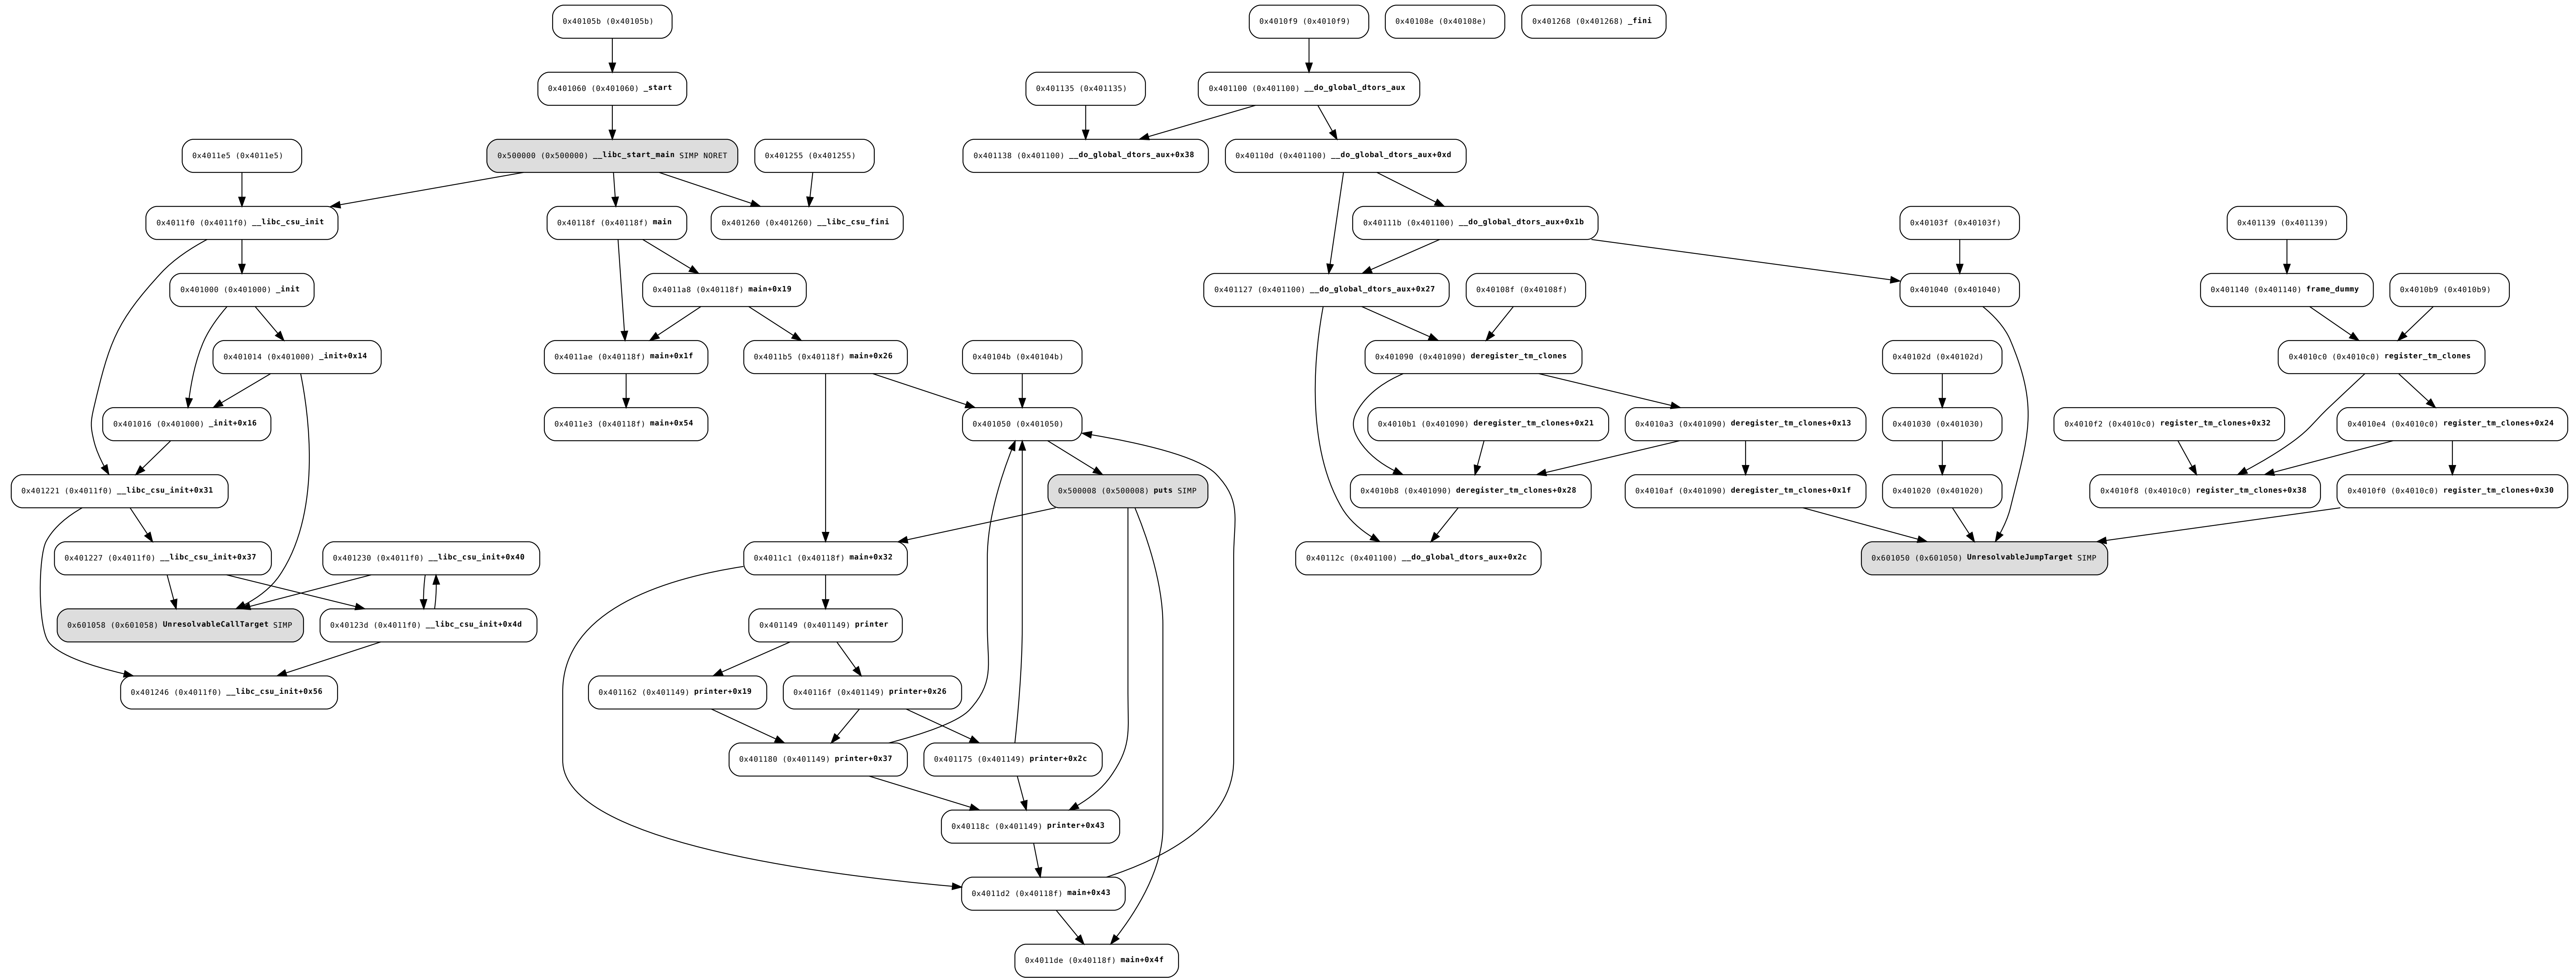 0x40105b (0x40105b)
0x4010f9 (0x4010f9)
0x40108e (0x40108e)
0x401268 (0x401268) _fini
0x401060 (0x401060) _start
0x401135 (0x401135)
0x401100 (0x401100) __do_global_dtors_aux
0x4011e5 (0x4011e5)
0x500000 (0x500000) __libc_start_main SIMP NORET
0x401255 (0x401255)
0x401138 (0x401100) __do_global_dtors_aux+0x38
0x40110d (0x401100) __do_global_dtors_aux+0xd
0x4011f0 (0x4011f0) __libc_csu_init
0x40118f (0x40118f) main
0x401260 (0x401260) __libc_csu_fini
0x40111b (0x401100) __do_global_dtors_aux+0x1b
0x40103f (0x40103f)
0x401139 (0x401139)
0x401000 (0x401000) _init
0x4011a8 (0x40118f) main+0x19
0x401127 (0x401100) __do_global_dtors_aux+0x27
0x40108f (0x40108f)
0x401040 (0x401040)
0x401140 (0x401140) frame_dummy
0x4010b9 (0x4010b9)
0x401014 (0x401000) _init+0x14
0x4011ae (0x40118f) main+0x1f
0x4011b5 (0x40118f) main+0x26
0x40104b (0x40104b)
0x401090 (0x401090) deregister_tm_clones
0x40102d (0x40102d)
0x4010c0 (0x4010c0) register_tm_clones
0x401016 (0x401000) _init+0x16
0x4011e3 (0x40118f) main+0x54
0x401050 (0x401050)
0x4010b1 (0x401090) deregister_tm_clones+0x21
0x4010a3 (0x401090) deregister_tm_clones+0x13
0x401030 (0x401030)
0x4010f2 (0x4010c0) register_tm_clones+0x32
0x4010e4 (0x4010c0) register_tm_clones+0x24
0x401221 (0x4011f0) __libc_csu_init+0x31
0x500008 (0x500008) puts SIMP
0x4010b8 (0x401090) deregister_tm_clones+0x28
0x4010af (0x401090) deregister_tm_clones+0x1f
0x401020 (0x401020)
0x4010f8 (0x4010c0) register_tm_clones+0x38
0x4010f0 (0x4010c0) register_tm_clones+0x30
0x401227 (0x4011f0) __libc_csu_init+0x37
0x401230 (0x4011f0) __libc_csu_init+0x40
0x4011c1 (0x40118f) main+0x32
0x40112c (0x401100) __do_global_dtors_aux+0x2c
0x601050 (0x601050) UnresolvableJumpTarget SIMP
0x601058 (0x601058) UnresolvableCallTarget SIMP
0x40123d (0x4011f0) __libc_csu_init+0x4d
0x401149 (0x401149) printer
0x401246 (0x4011f0) __libc_csu_init+0x56
0x401162 (0x401149) printer+0x19
0x40116f (0x401149) printer+0x26
0x401180 (0x401149) printer+0x37
0x401175 (0x401149) printer+0x2c
0x40118c (0x401149) printer+0x43
0x4011d2 (0x40118f) main+0x43
0x4011de (0x40118f) main+0x4f